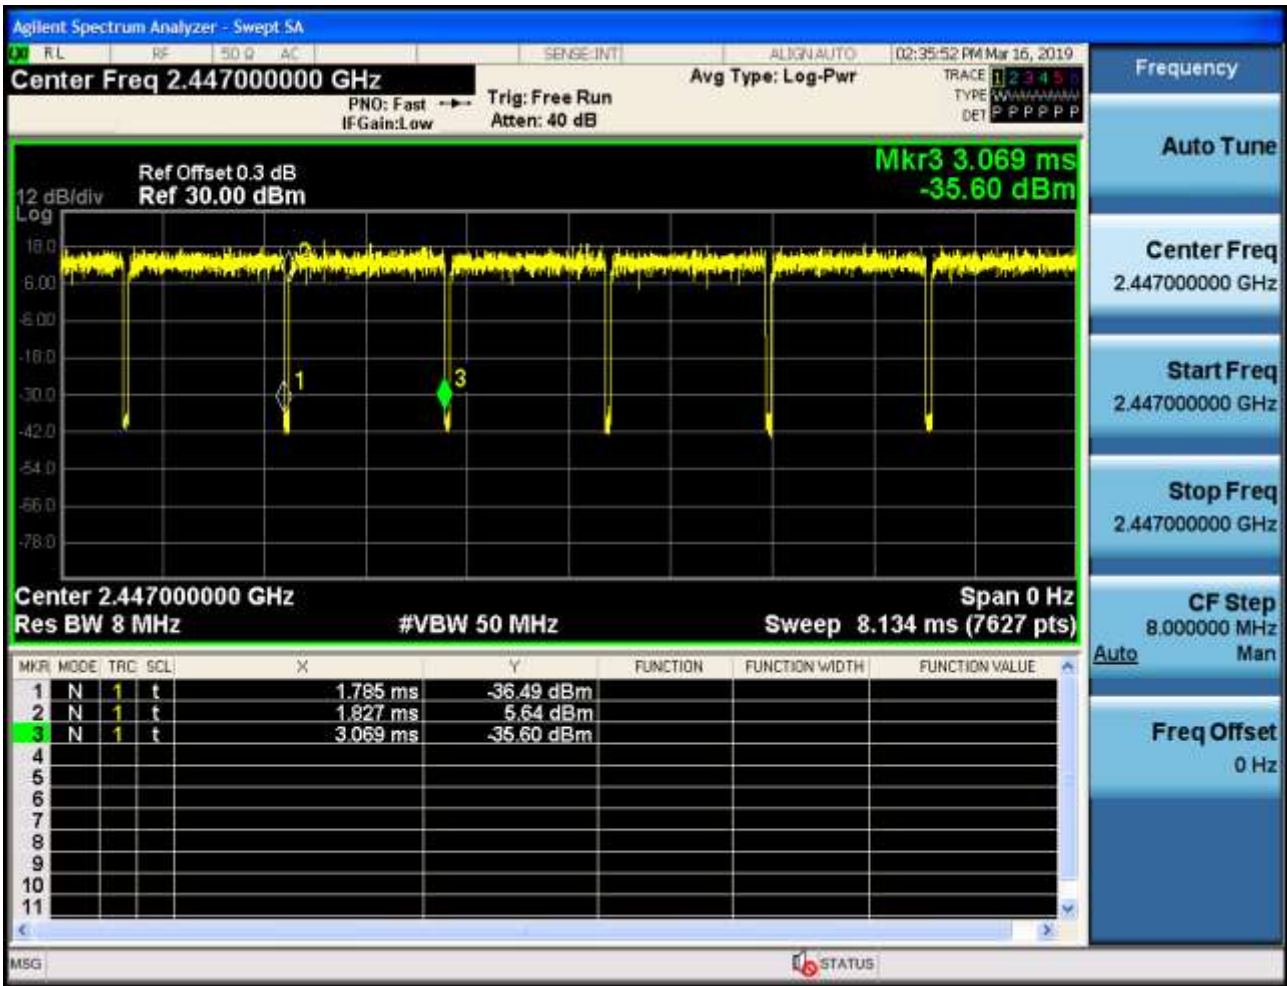 Agilent Spectrum Analyzer - Swept SA
RL RF 50 Ω AC SENSE:INT ALIGN AUTO 02:35:52 PM Mar 16, 2019
Center Freq 2.447000000 GHz
PNO: Fast
IFGain:Low
Trig: Free Run
Atten: 40 dB
Avg Type: Log-Pwr
TRACE 1 2 3 4 5 6
TYPE
DET P P P P P P
Mkr3 3.069 ms
-35.60 dBm
Ref Offset 0.3 dB
12 dB/div Ref 30.00 dBm
Log
18.0
6.00
-6.00
-18.0
-30.0
-42.0
-54.0
-66.0
-78.0
2
1
3
Center 2.447000000 GHz Span 0 Hz
Res BW 8 MHz #VBW 50 MHz Sweep 8.134 ms (7627 pts)
MKR MODE TRC SCL X Y FUNCTION FUNCTION WIDTH FUNCTION VALUE
1 N 1 t 1.785 ms -36.49 dBm
2 N 1 t 1.827 ms 5.64 dBm
3 N 1 t 3.069 ms -35.60 dBm
4
5
6
7
8
9
10
11
MSG STATUS
Frequency
Auto Tune
Center Freq
2.447000000 GHz
Start Freq
2.447000000 GHz
Stop Freq
2.447000000 GHz
CF Step
8.000000 MHz
Auto Man
Freq Offset
0 Hz